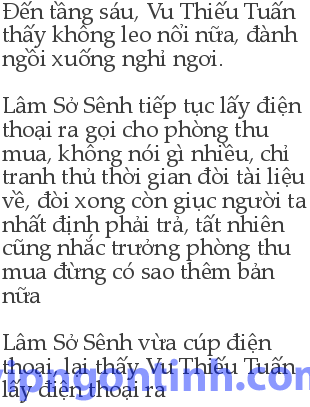 Đến tầng sáu, Vu Thiếu Tuấn
thấy không leo nổi nữa, đành
ngồi xuống nghỉ ngơi.
Lâm Sở Sênh tiếp tục lấy điện
thoại ra gọi cho phòng thu
mua, không nói gì nhiều, chỉ
tranh thủ thời gian đòi tài liệu
về, đòi xong còn giục người ta
nhất định phải trả, tất nhiên
cũng nhắc trưởng phòng thu
mua đừng có sao thêm bản
nữa
Lâm Sở Sênh vừa cúp điện
thoại, lại thấy Vu Thiếu Tuấn
lấy điện thoại ra